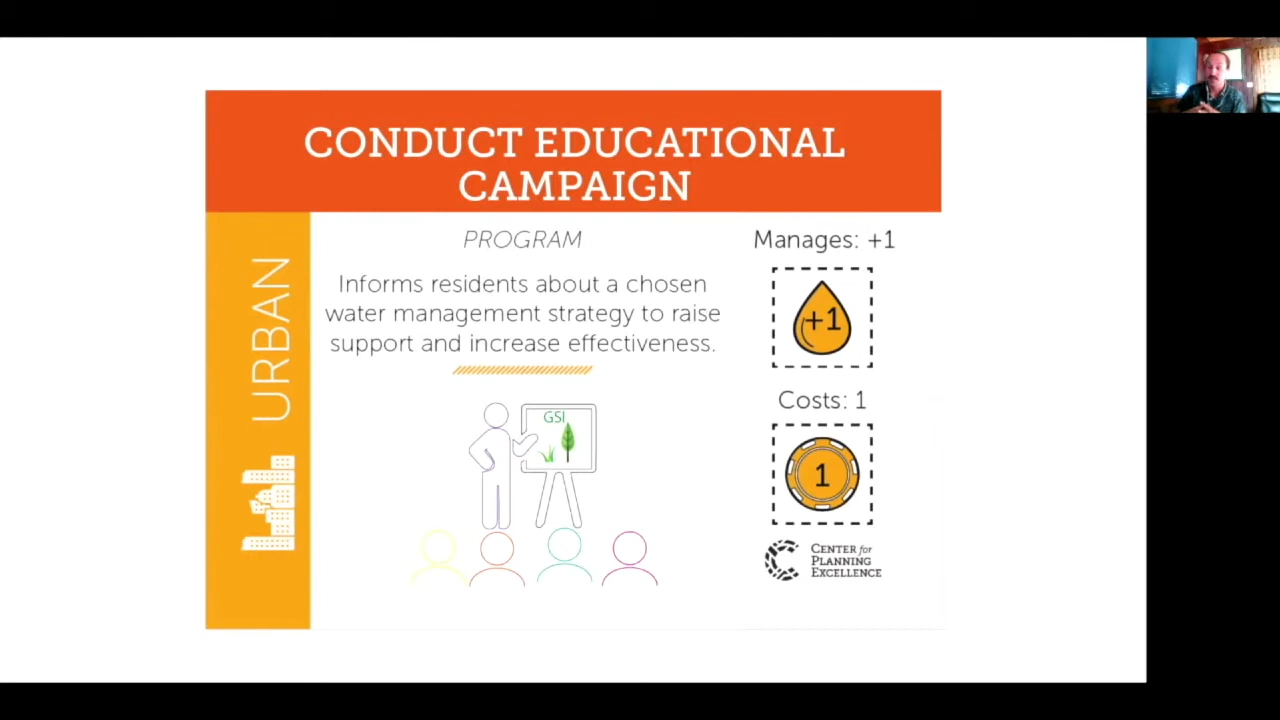 CONDUCT EDUCATIONAL
CAMPAIGN
URBAN
PROGRAM
Informs residents about a chosen
water management strategy to raise
support and increase effectiveness.
GSI
Manages: +1
+1
Costs: 1
1
CENTER for
PLANNING
EXCELLENCE